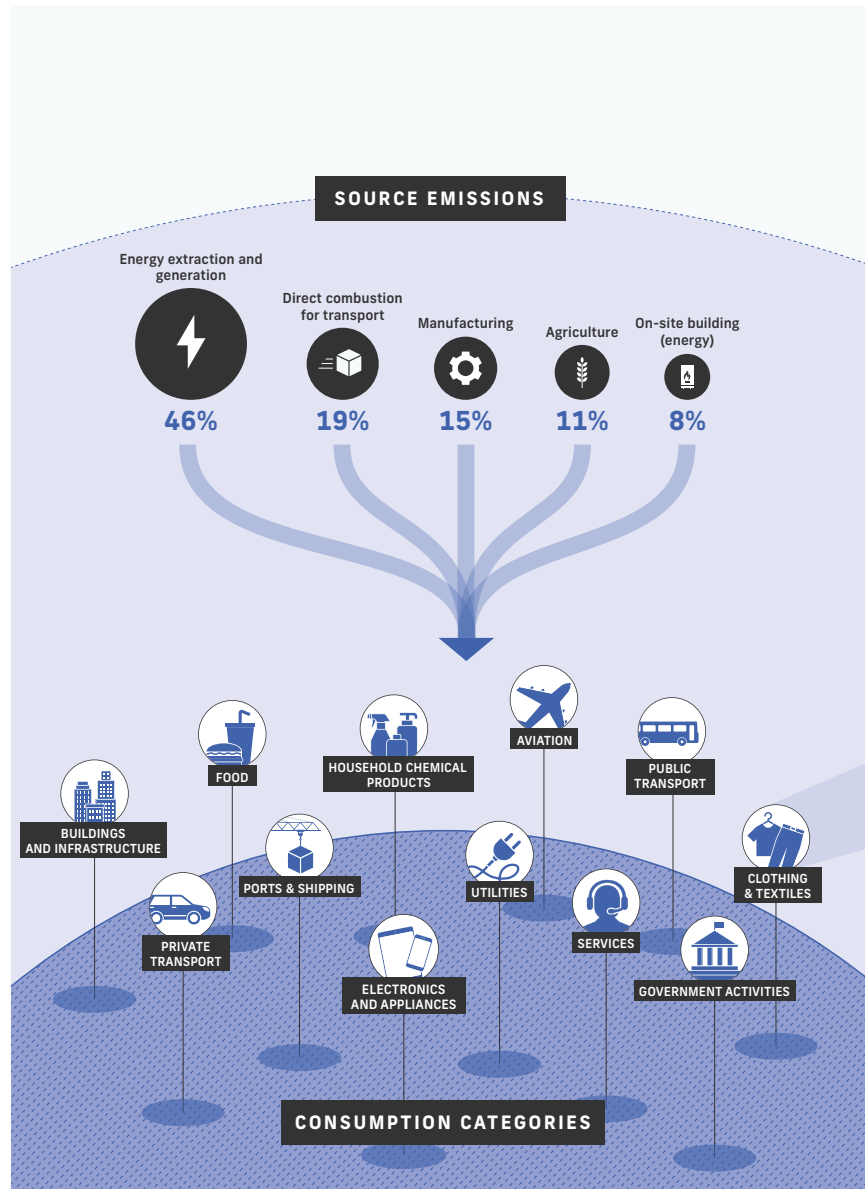 SOURCE EMISSIONS
Energy extraction and
generation
46%
Direct combustion
for transport
19%
Manufacturing
15%
Agriculture
11%
On-site building
(energy)
8%
AVIATION
FOOD
HOUSEHOLD CHEMICAL
PRODUCTS
PUBLIC
TRANSPORT
BUILDINGS
AND INFRASTRUCTURE
PORTS & SHIPPING
UTILITIES
CLOTHING
& TEXTILES
PRIVATE
TRANSPORT
SERVICES
ELECTRONICS
AND APPLIANCES
GOVERNMENT ACTIVITIES
CONSUMPTION CATEGORIES